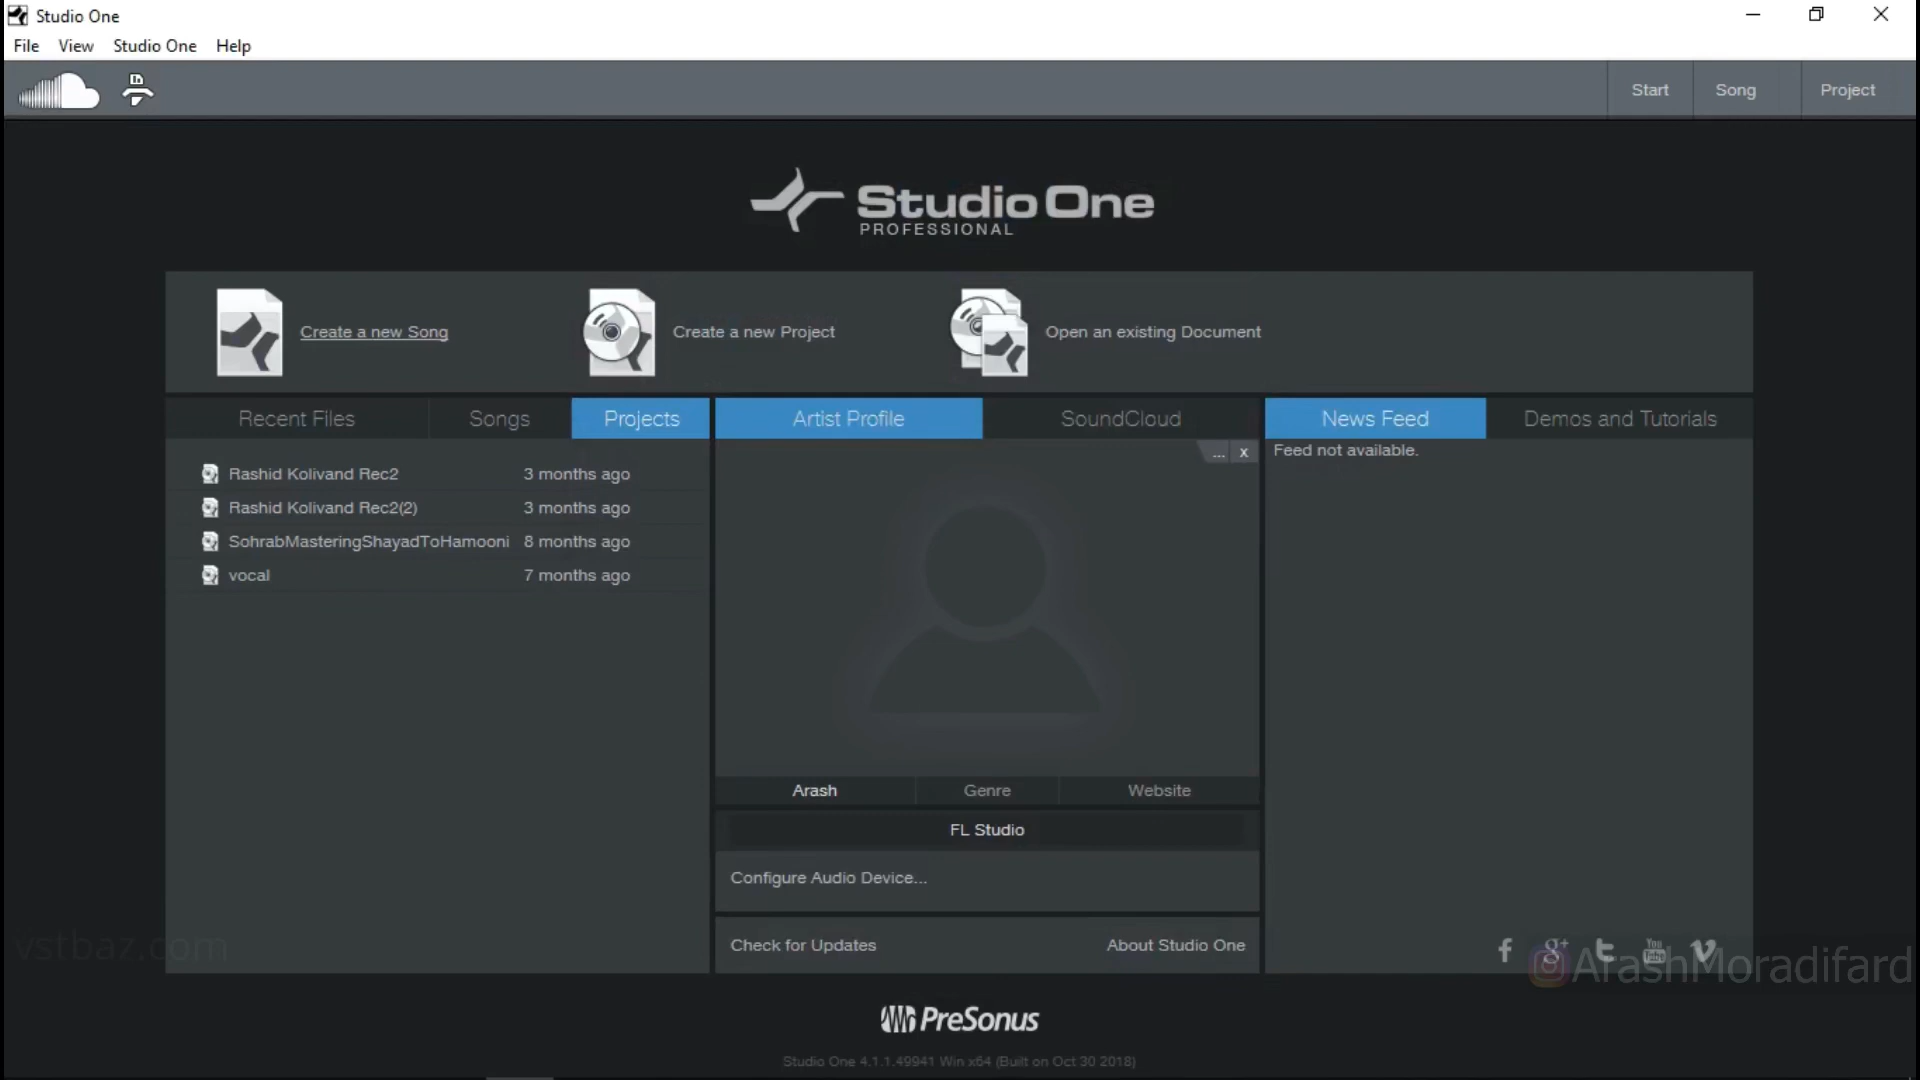 Studio One
File View Studio One Help
Start Song Project
Studio One
PROFESSIONAL
Create a new Song
Create a new Project
Open an existing Document
Recent Files Songs Projects
Rashid Kolivand Rec2 3 months ago
Rashid Kolivand Rec2(2) 3 months ago
SohrabMasteringShayadToHamooni 8 months ago
vocal 7 months ago
Artist Profile SoundCloud
... x
Arash Genre Website
FL Studio
Configure Audio Device...
Check for Updates About Studio One
News Feed Demos and Tutorials
Feed not available.
f g+ t You Tube v
vstbaz.com
ArashMoradifard
PreSonus
Studio One 4.1.1.49941 Win x64 (Built on Oct 30 2018)